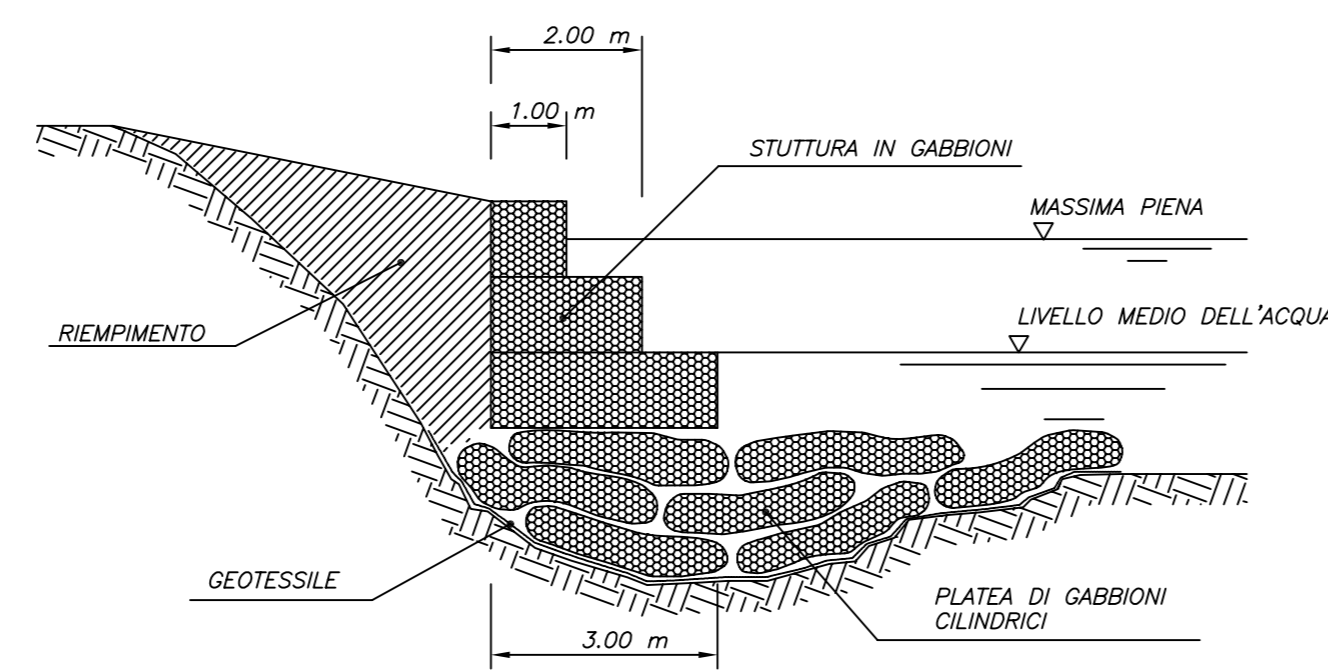 2.00 m
1.00 m
STUTTURA IN GABBIONI
MASSIMA PIENA
LIVELLO MEDIO DELL'ACQUA
RIEMPIMENTO
GEOTESSILE
PLATEA DI GABBIONI
CILINDRICI
3.00 m